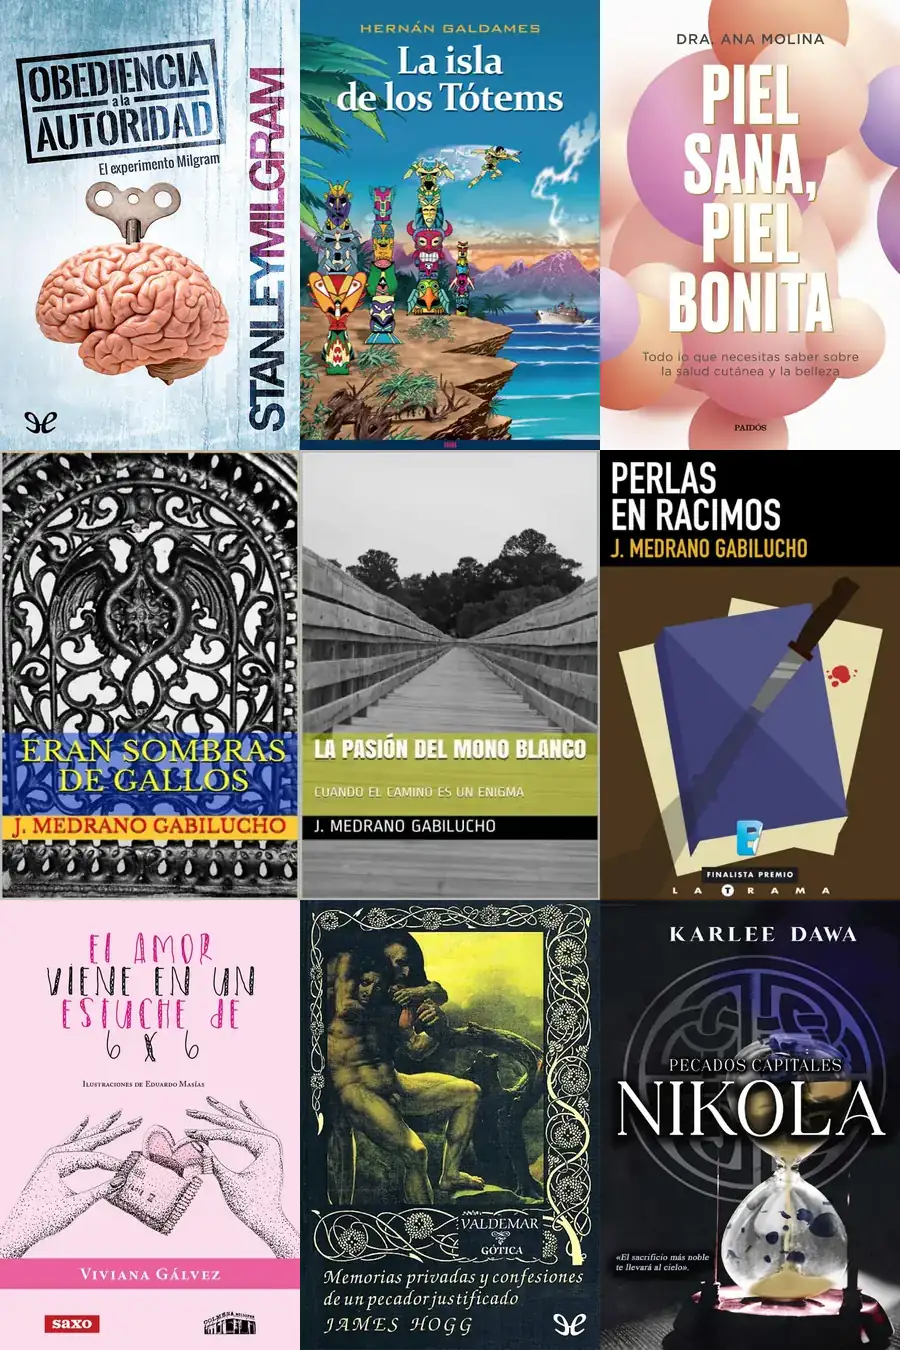 OBEDIENCIA
a la
AUTORIDAD
El experimento Milgram
STANLEY MILGRAM
HERNÁN GALDAMES
La isla
de los Tótems
DRA. ANA MOLINA
PIEL
SANA,
PIEL
BONITA
Todo lo que necesitas saber sobre
la salud cutánea y la belleza
PAIDÓS
ERAN SOMBRAS
DE GALLOS
J. MEDRANO GABILUCHO
LA PASIÓN DEL MONO BLANCO
CUANDO EL CAMINO ES UN ENIGMA
J. MEDRANO GABILUCHO
PERLAS
EN RACIMOS
J. MEDRANO GABILUCHO
FINALISTA PREMIO
LA TRAMA
El AMOR
VIENE EN UN
ESTUCHE DE
6 x 6
ILUSTRACIONES DE EDUARDO MASÍAS
VIVIANA GÁLVEZ
saxo
VALDEMAR
GÓTICA
Memorias privadas y confesiones
de un pecador justificado
JAMES HOGG
KARLEE DAWA
PECADOS CAPITALES
NIKOLA
«El sacrificio más noble
te llevará al cielo».